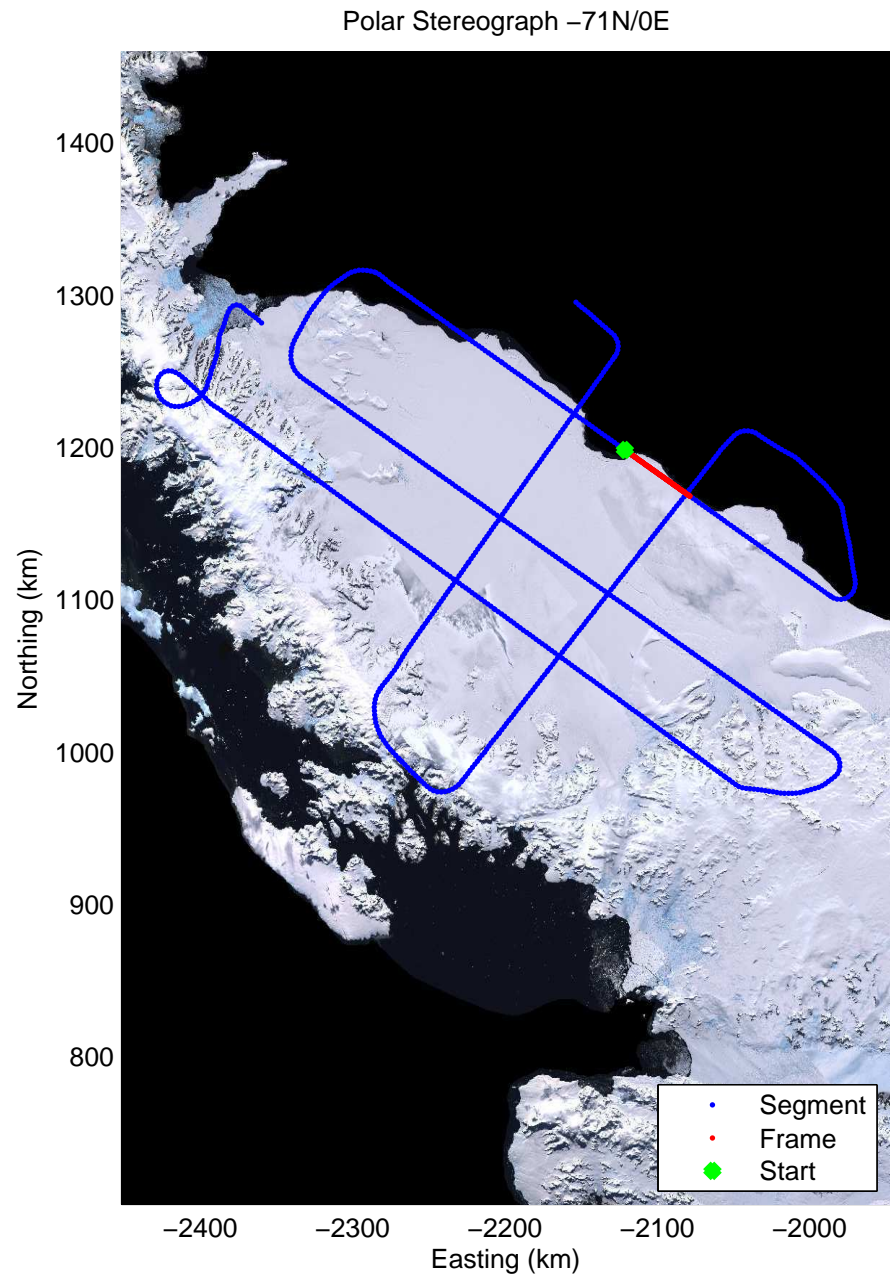 Polar Stereograph −71N/0E
1400
1300
1200
1100
1000
900
800
Northing (km)
Segment
Frame
Start
−2400 −2300 −2200 −2100 −2000
Easting (km)